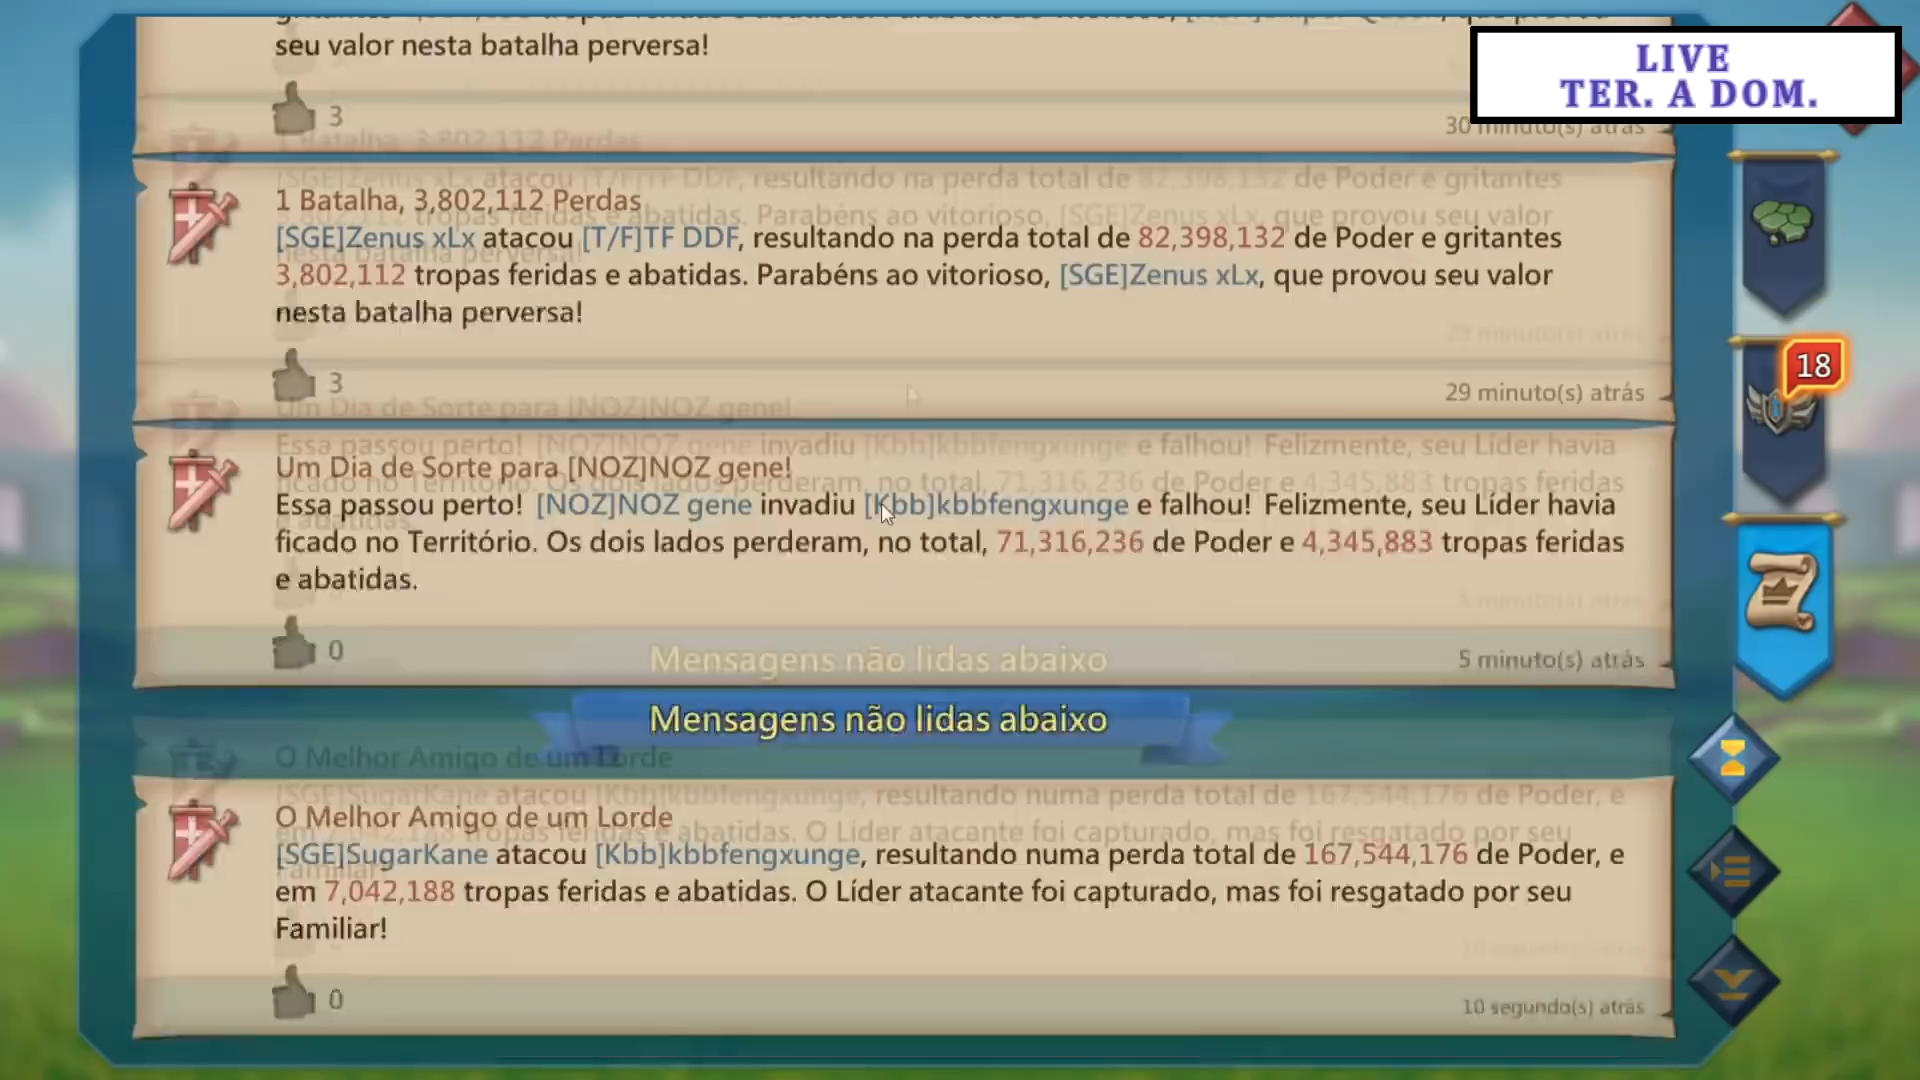 seu valor nesta batalha perversa!
LIVE
TER. A DOM.
3
30 minuto(s) atrás
1 Batalha, 3,802,112 Perdas
[SGE]Zenus xLx atacou [T/F]TF DDF, resultando na perda total de 82,398,132 de Poder e gritantes
3,802,112 tropas feridas e abatidas. Parabéns ao vitorioso, [SGE]Zenus xLx, que provou seu valor
nesta batalha perversa!
3
29 minuto(s) atrás
18
Um Dia de Sorte para [NOZ]NOZ gene!
Essa passou perto! [NOZ]NOZ gene invadiu [Kbb]kbbfengxunge e falhou! Felizmente, seu Líder havia
ficado no Território. Os dois lados perderam, no total, 71,316,236 de Poder e 4,345,883 tropas feridas
e abatidas.
0
5 minuto(s) atrás
Mensagens não lidas abaixo
O Melhor Amigo de um Lorde
[SGE]SugarKane atacou [Kbb]kbbfengxunge, resultando numa perda total de 167,544,176 de Poder, e
em 7,042,188 tropas feridas e abatidas. O Líder atacante foi capturado, mas foi resgatado por seu
Familiar!
0
10 segundo(s) atrás